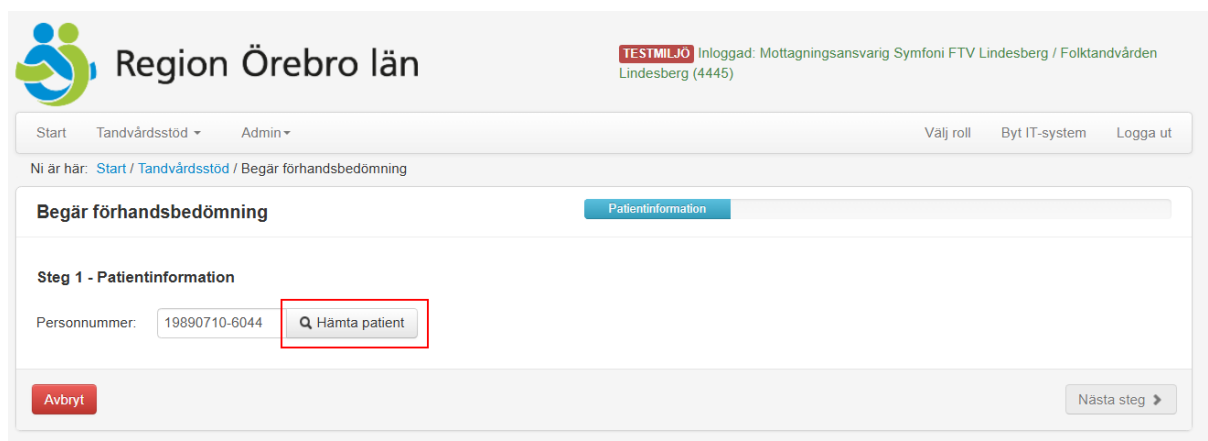 Region Örebro län
TESTMILJÖ Inloggad: Mottagningsansvarig Symfoni FTV Lindesberg / Folktandvården
Lindesberg (4445)
Start Tandvårdsstöd Admin Välj roll Byt IT-system Logga ut
Ni är här: Start / Tandvårdsstöd / Begär förhandsbedömning
Begär förhandsbedömning Patientinformation
Steg 1 - Patientinformation
Personnummer: 19890710-6044 Hämta patient
Avbryt Nästa steg